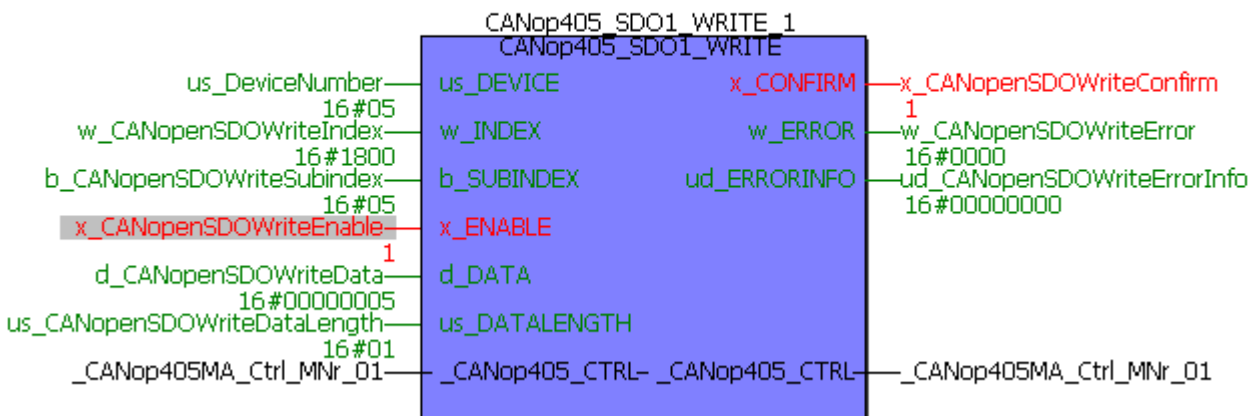 CANop405_SDO1_WRITE_1
CANop405_SDO1_WRITE
us_DeviceNumber us_DEVICE x_CONFIRM x_CANopenSDOWriteConfirm
16#05 1
w_CANopenSDOWriteIndex w_INDEX w_ERROR w_CANopenSDOWriteError
16#1800 16#0000
b_CANopenSDOWriteSubindex b_SUBINDEX ud_ERRORINFO ud_CANopenSDOWriteErrorInfo
16#05 16#00000000
x_CANopenSDOWriteEnable x_ENABLE
1
d_CANopenSDOWriteData d_DATA
16#00000005
us_CANopenSDOWriteDataLength us_DATALENGTH
16#01
_CANop405MA_Ctrl_MNr_01 _CANop405_CTRL _CANop405_CTRL _CANop405MA_Ctrl_MNr_01